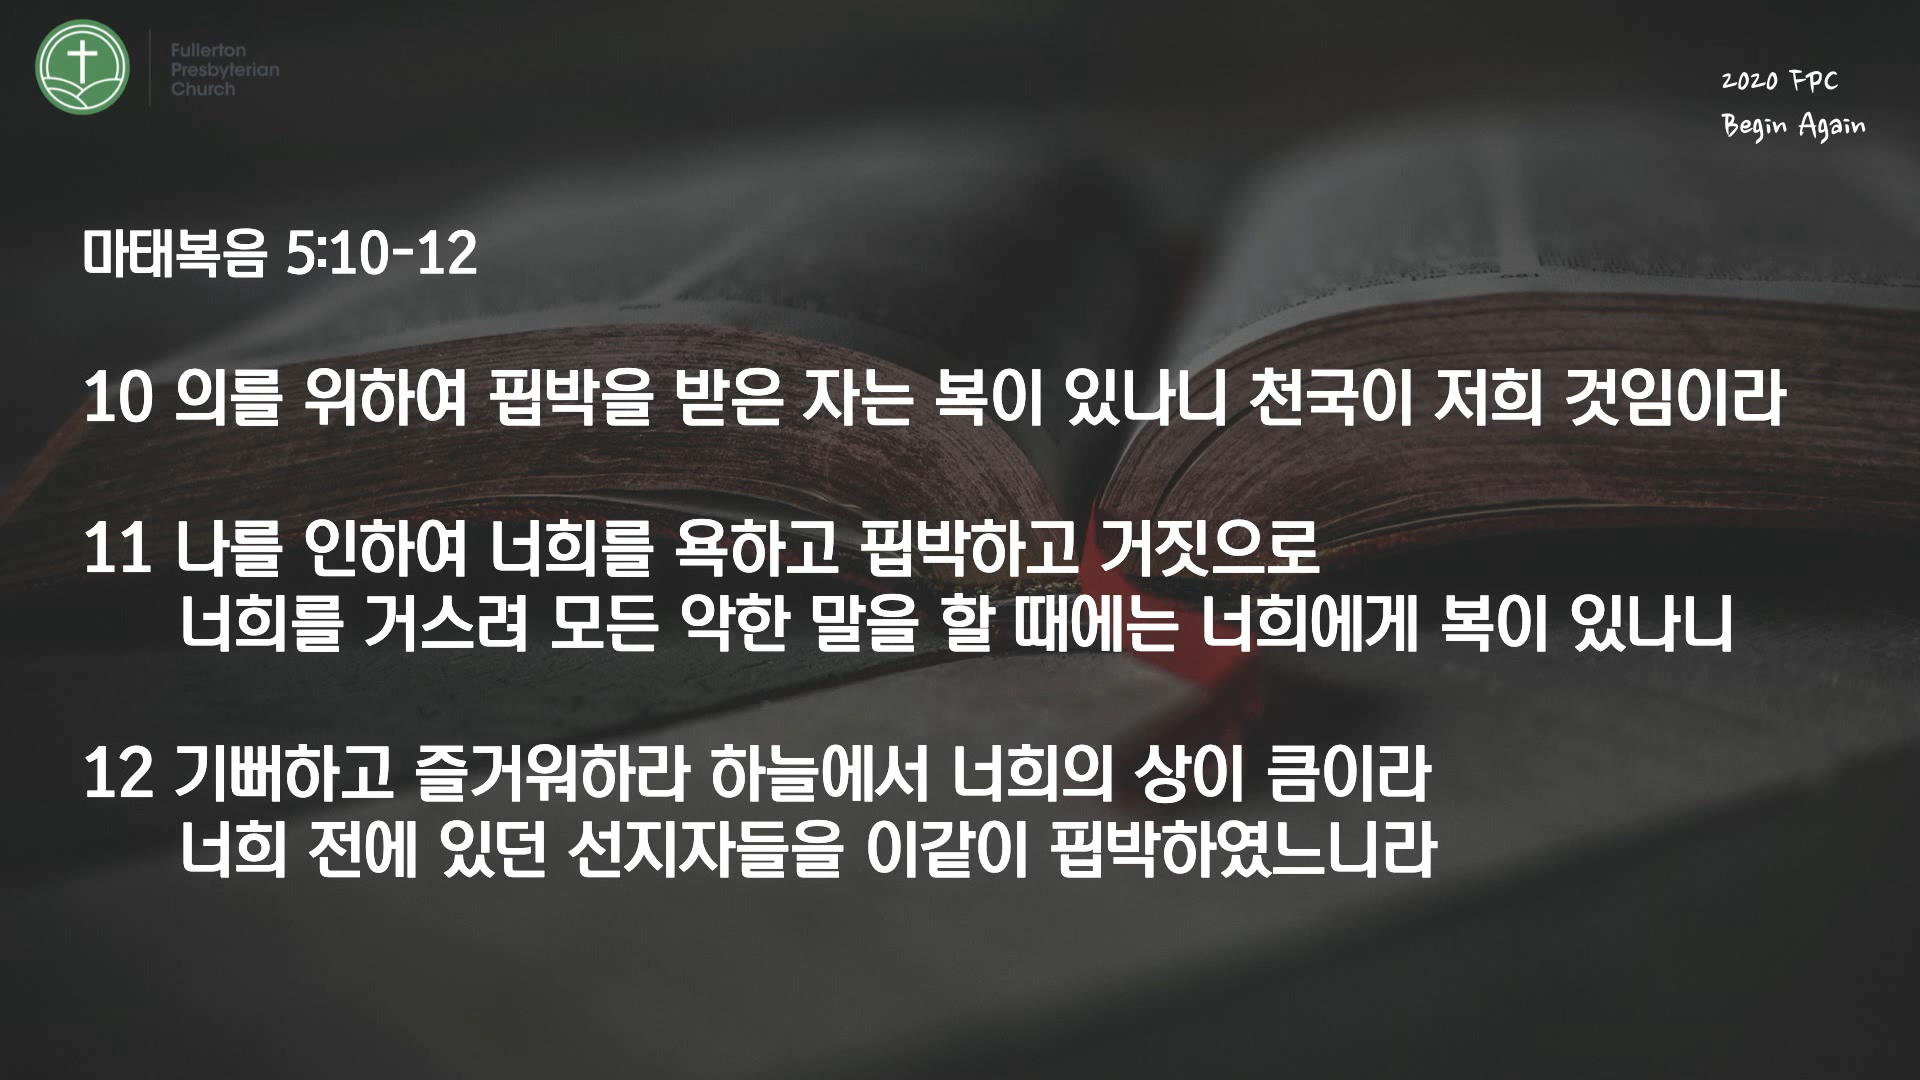 Fullerton
Presbyterian
Church
2020 FPC
Begin Again
마태복음 5:10-12
10 의를 위하여 핍박을 받은 자는 복이 있나니 천국이 저희 것임이라
11 나를 인하여 너희를 욕하고 핍박하고 거짓으로
너희를 거스려 모든 악한 말을 할 때에는 너희에게 복이 있나니
12 기뻐하고 즐거워하라 하늘에서 너희의 상이 큼이라
너희 전에 있던 선지자들을 이같이 핍박하였느니라